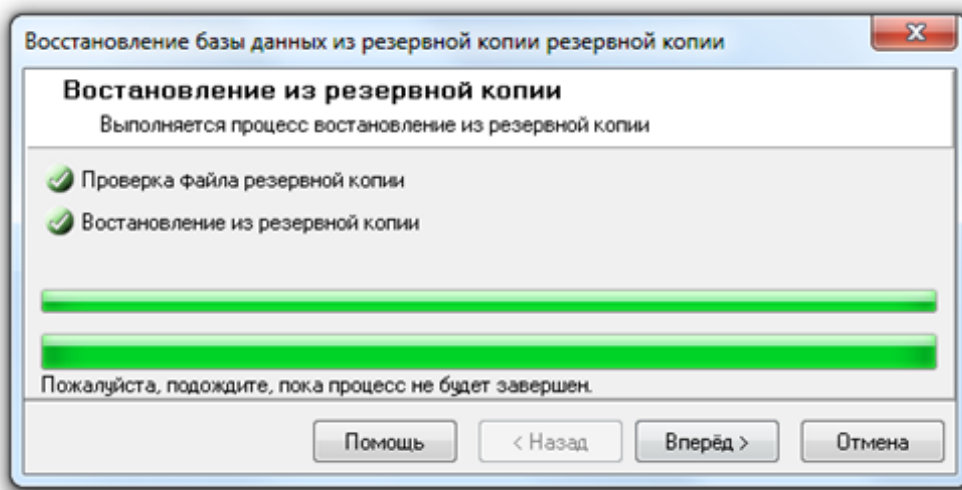 Восстановление базы данных из резервной копии резервной копии
Востановление из резервной копии
Выполняется процесс востановление из резервной копии
Проверка файла резервной копии
Востановление из резервной копии
Пожалуйста, подождите, пока процесс не будет завершен.
Помощь
< Назад
Вперёд >
Отмена